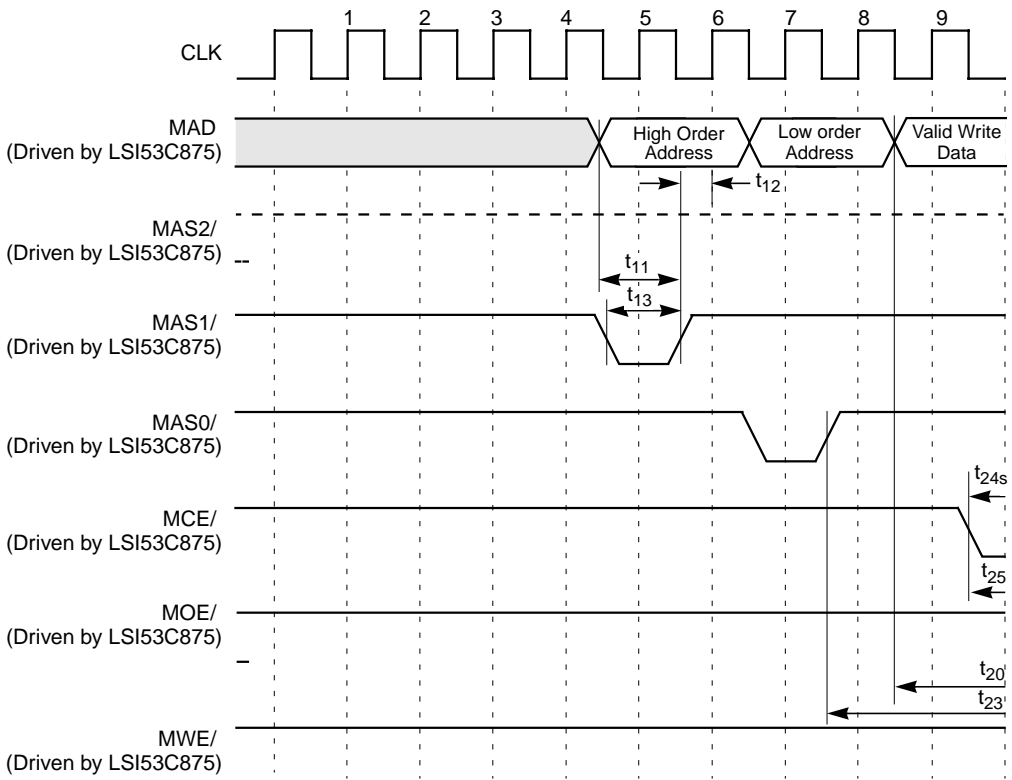 1 2 3 4 5 6 7 8 9
CLK
MAD
(Driven by LSI53C875)
High Order
Address
Low order
Address
Valid Write
Data
t12
MAS2/
(Driven by LSI53C875)
t11
t13
MAS1/
(Driven by LSI53C875)
MAS0/
(Driven by LSI53C875)
t24s
MCE/
(Driven by LSI53C875)
t25
MOE/
(Driven by LSI53C875)
t20
t23
MWE/
(Driven by LSI53C875)